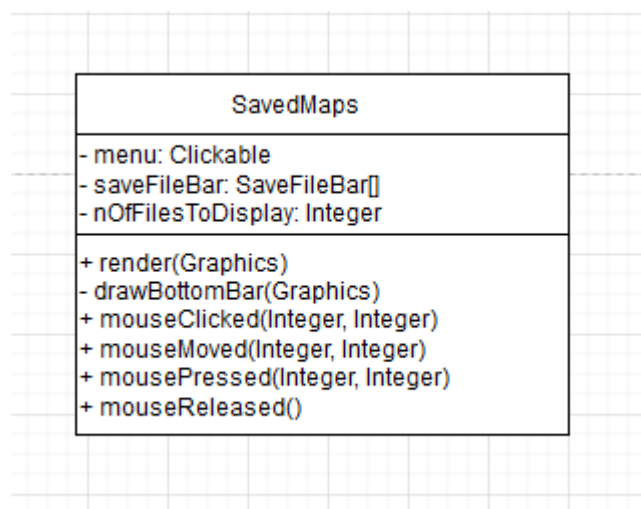 SavedMaps
- menu: Clickable
- saveFileBar: SaveFileBar[]
- nOfFilesToDisplay: Integer
+ render(Graphics)
- drawBottomBar(Graphics)
+ mouseClicked(Integer, Integer)
+ mouseMoved(Integer, Integer)
+ mousePressed(Integer, Integer)
+ mouseReleased()